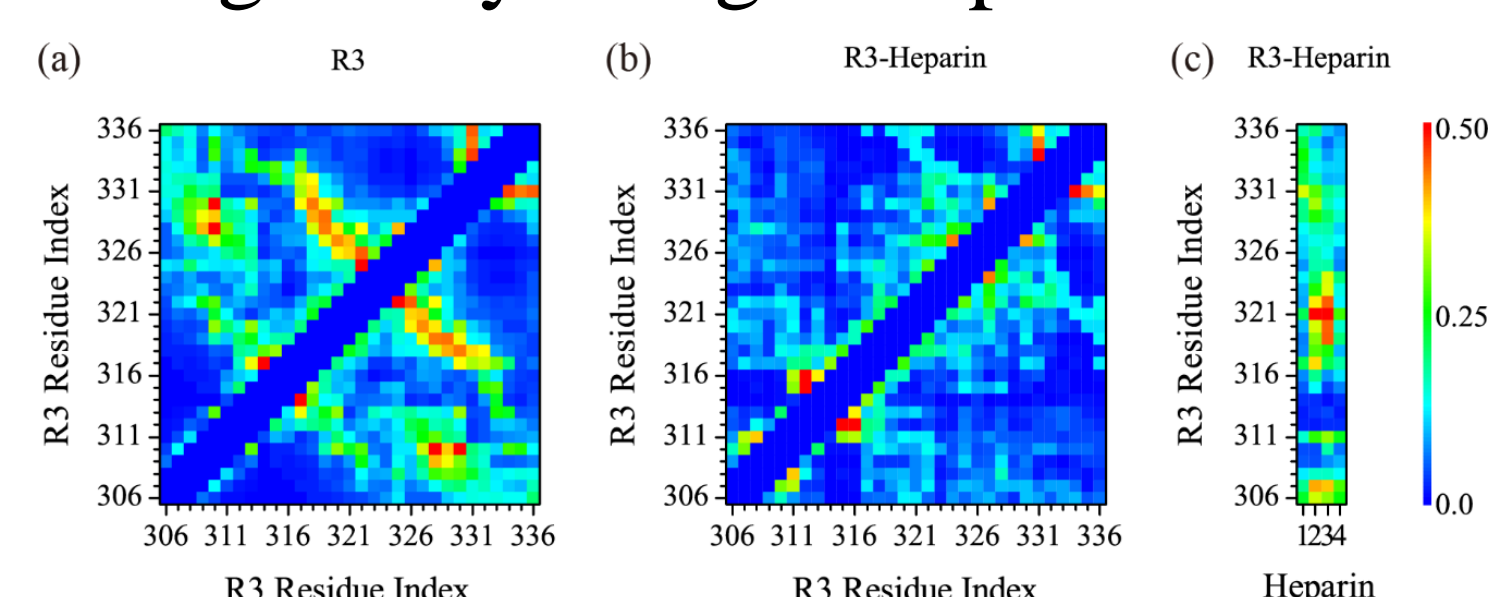 (a) R3
(b) R3-Heparin
(c) R3-Heparin
336
331
326
321
316
311
306
R3 Residue Index
306 311 316 321 326 331 336
R3 Residue Index
336
331
326
321
316
311
306
R3 Residue Index
306 311 316 321 326 331 336
R3 Residue Index
336
331
326
321
316
311
306
R3 Residue Index
1234
Heparin
0.50
0.25
0.0